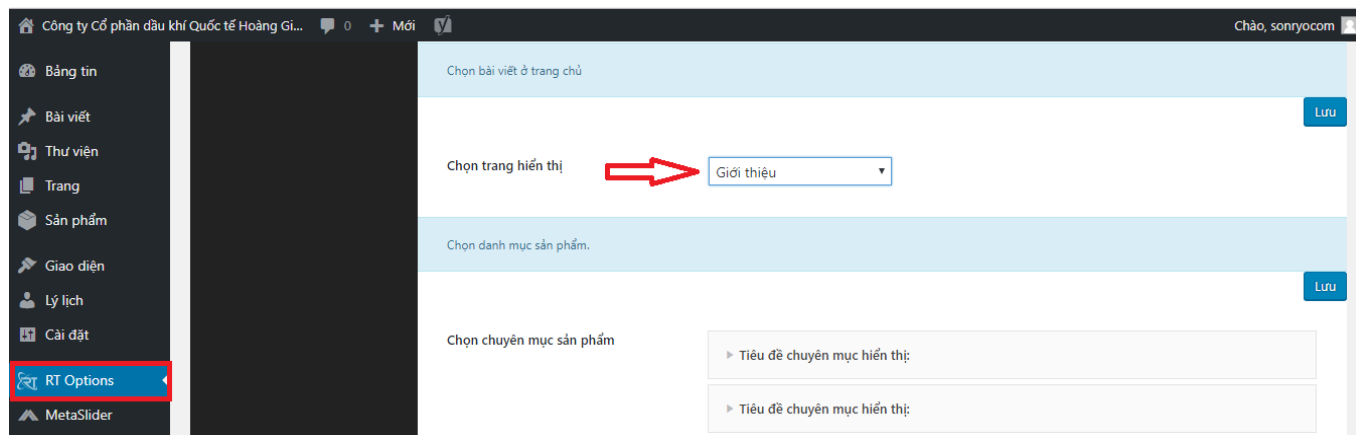 Công ty Cổ phần dầu khí Quốc tế Hoàng Gi... 0 + Mới
Chào, sonryocom
Bảng tin
Bài viết
Thư viện
Trang
Sản phẩm
Giao diện
Lý lịch
Cài đặt
RT Options
MetaSlider
Chọn bài viết ở trang chủ
Lưu
Chọn trang hiển thị
Giới thiệu
Chọn danh mục sản phẩm.
Lưu
Chọn chuyên mục sản phẩm
Tiêu đề chuyên mục hiển thị:
Tiêu đề chuyên mục hiển thị: